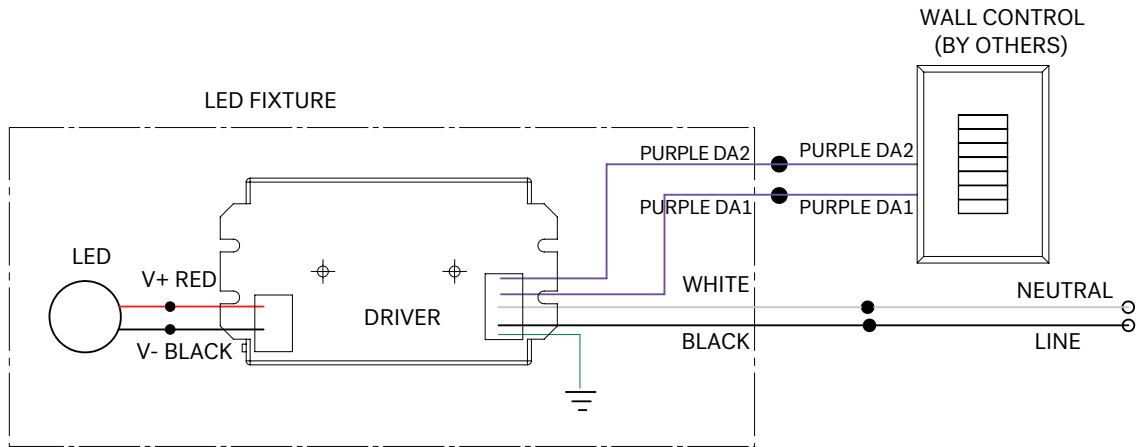 WALL CONTROL
(BY OTHERS)
LED FIXTURE
PURPLE DA2
PURPLE DA2
PURPLE DA1
PURPLE DA1
LED
V+ RED
WHITE
NEUTRAL
DRIVER
V- BLACK
BLACK
LINE